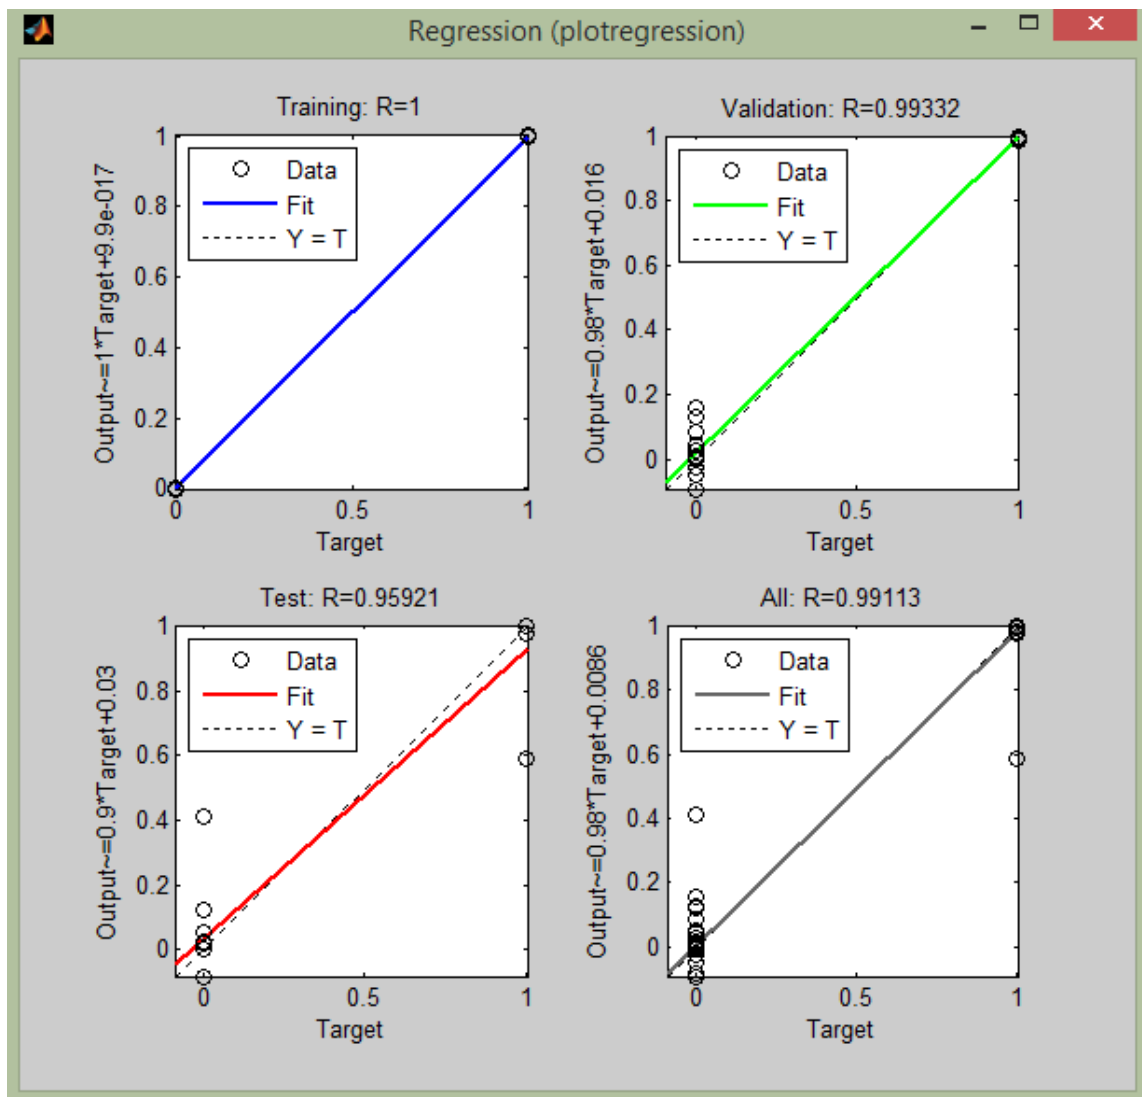 Regression (plotregression)
Training: R=1
Output~=1*Target+9.9e-017
1
0.8
0.6
0.4
0.2
0
Data
Fit
Y = T
0 0.5 1
Target
Validation: R=0.99332
Output~=0.98*Target+0.016
1
0.8
0.6
0.4
0.2
0
Data
Fit
Y = T
0 0.5 1
Target
Test: R=0.95921
Output~=0.9*Target+0.03
1
0.8
0.6
0.4
0.2
0
Data
Fit
Y = T
0 0.5 1
Target
All: R=0.99113
Output~=0.98*Target+0.0086
1
0.8
0.6
0.4
0.2
0
Data
Fit
Y = T
0 0.5 1
Target